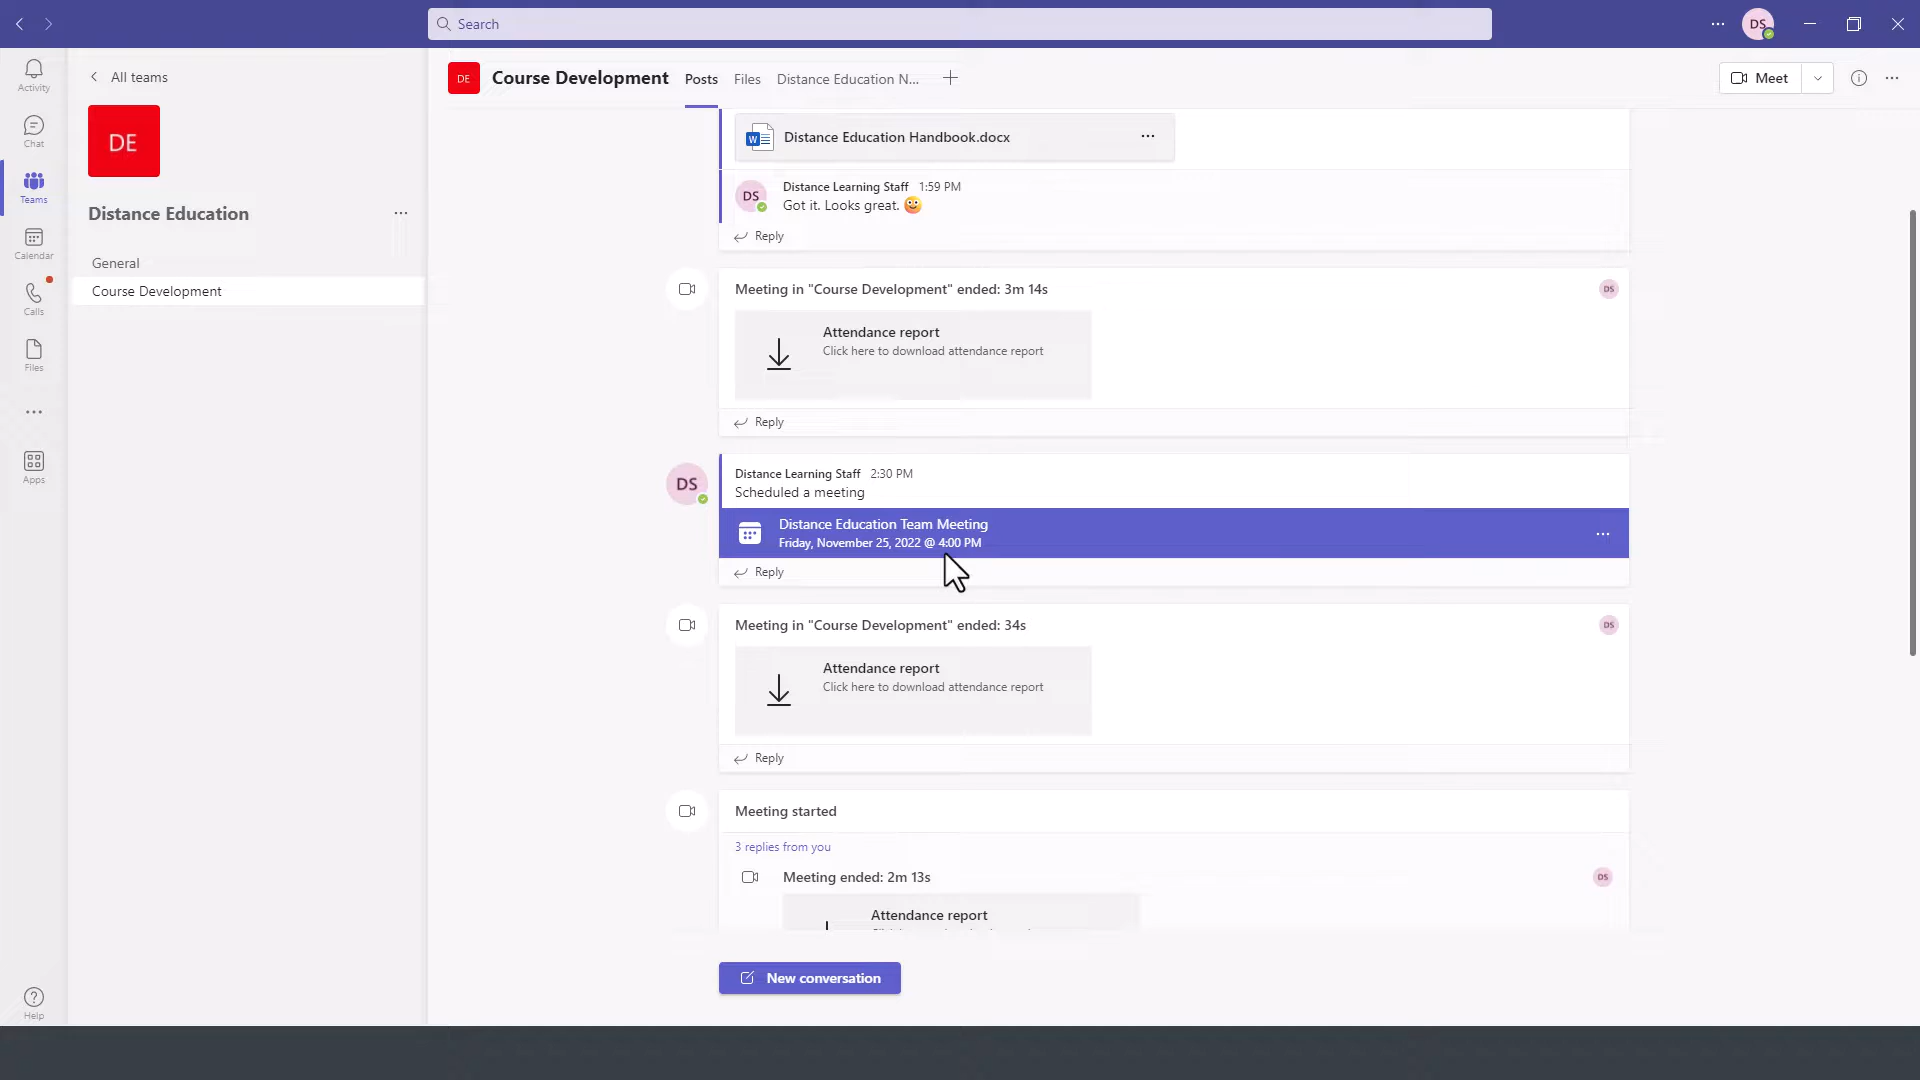 Search
DS
Activity
Chat
Teams
Calendar
Calls
Files
Apps
Help
All teams
DE
Distance Education
General
Course Development
DE
Course Development
Posts
Files
Distance Education N...
Meet
Distance Education Handbook.docx
DS
Distance Learning Staff 1:59 PM
Got it. Looks great.
Reply
Meeting in "Course Development" ended: 3m 14s
DS
Attendance report
Click here to download attendance report
Reply
DS
Distance Learning Staff 2:30 PM
Scheduled a meeting
Distance Education Team Meeting
Friday, November 25, 2022 @ 4:00 PM
Reply
Meeting in "Course Development" ended: 34s
DS
Attendance report
Click here to download attendance report
Reply
Meeting started
3 replies from you
Meeting ended: 2m 13s
DS
Attendance report
New conversation